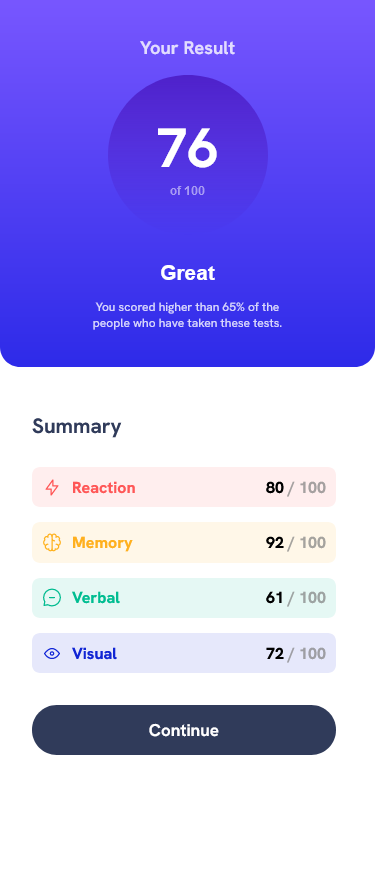 Your Result
76
of 100
Great
You scored higher than 65% of the
people who have taken these tests.
Summary
Reaction 80 / 100
Memory 92 / 100
Verbal 61 / 100
Visual 72 / 100
Continue